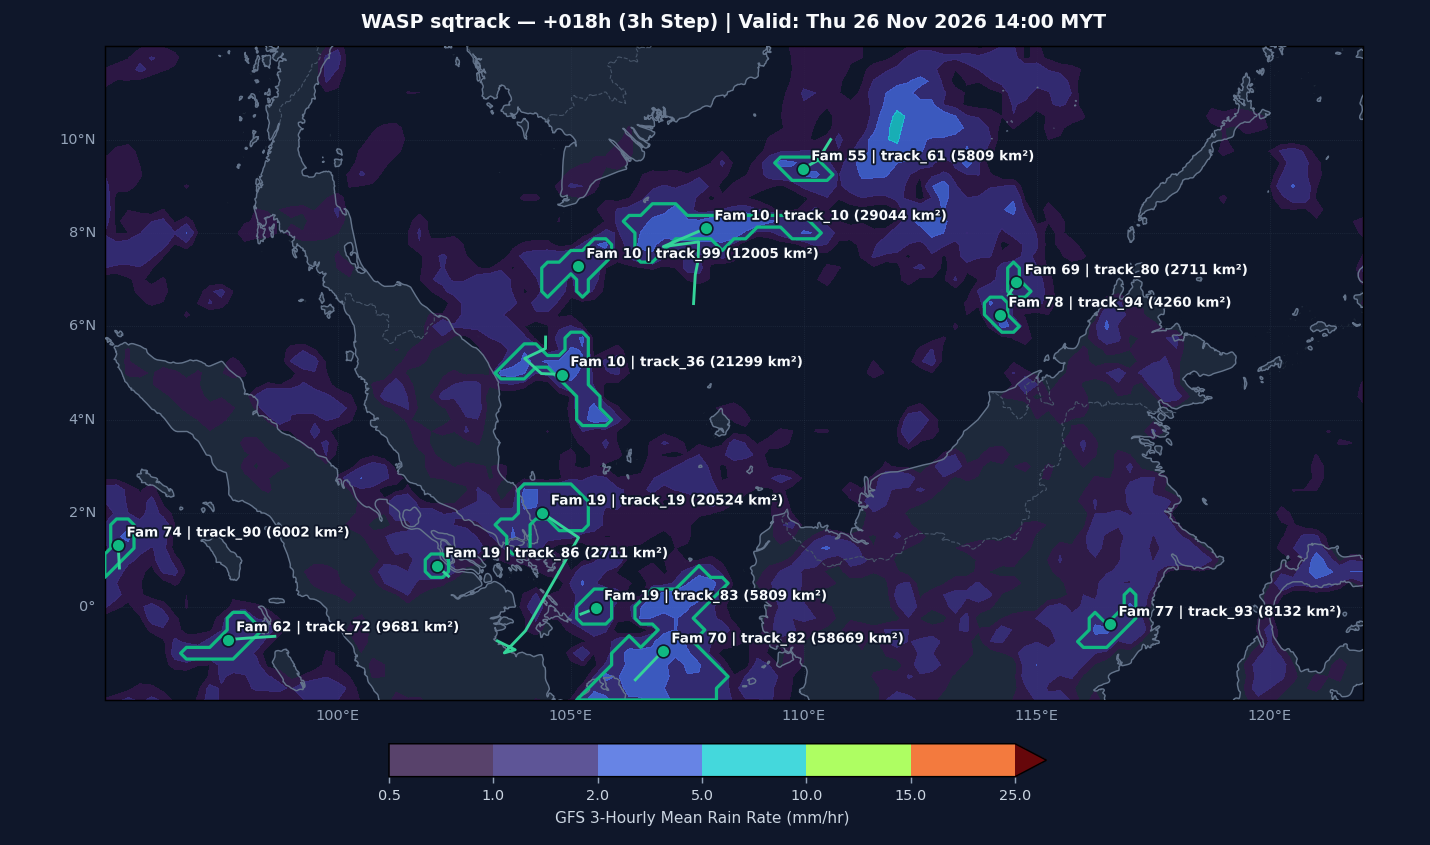 WASP sqtrack — +018h (3h Step) | Valid: Thu 26 Nov 2026 14:00 MYT
10°N
8°N
6°N
4°N
2°N
0°
Fam 55 | track_61 (5809 km²)
Fam 10 | track_10 (29044 km²)
Fam 10 | track_99 (12005 km²)
Fam 69 | track_80 (2711 km²)
Fam 78 | track_94 (4260 km²)
Fam 10 | track_36 (21299 km²)
Fam 19 | track_19 (20524 km²)
Fam 74 | track_90 (6002 km²)
Fam 19 | track_86 (2711 km²)
Fam 19 | track_83 (5809 km²)
Fam 77 | track_93 (8132 km²)
Fam 62 | track_72 (9681 km²)
Fam 70 | track_82 (58669 km²)
100°E 105°E 110°E 115°E 120°E
0.5 1.0 2.0 5.0 10.0 15.0 25.0
GFS 3-Hourly Mean Rain Rate (mm/hr)